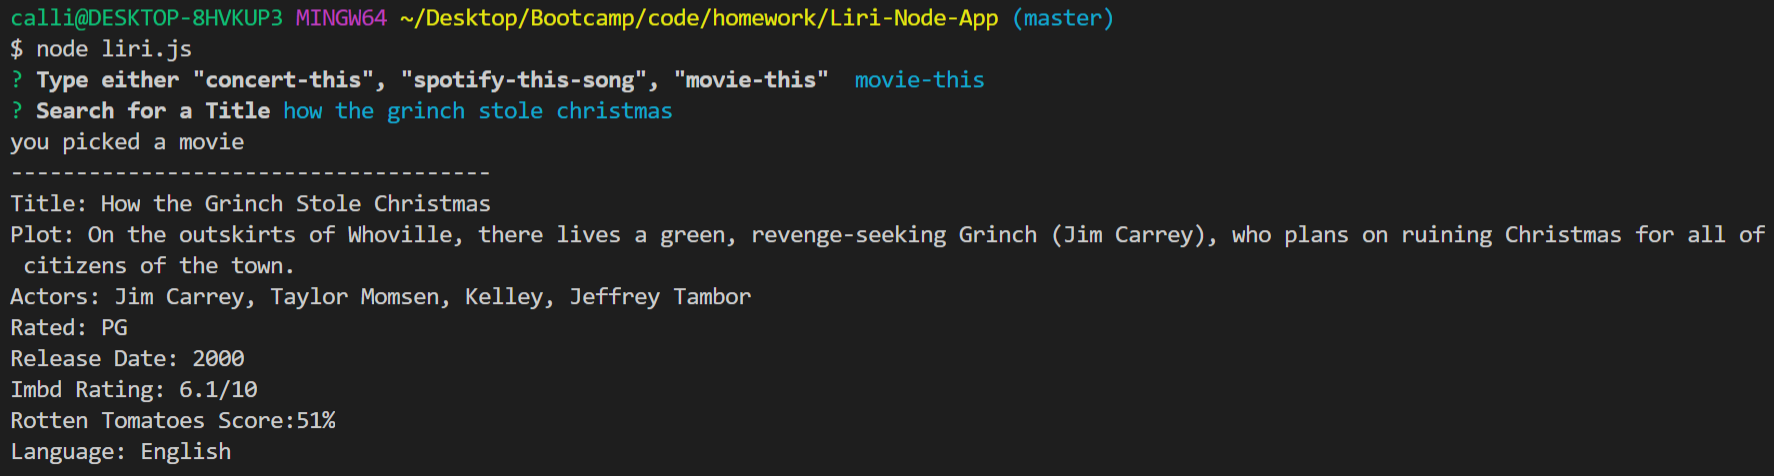 calli@DESKTOP-8HVKUP3 MINGW64 ~/Desktop/Bootcamp/code/homework/Liri-Node-App (master)
$ node liri.js
? Type either "concert-this", "spotify-this-song", "movie-this"  movie-this
? Search for a Title how the grinch stole christmas
you picked a movie
-------------------------------------
Title: How the Grinch Stole Christmas
Plot: On the outskirts of Whoville, there lives a green, revenge-seeking Grinch (Jim Carrey), who plans on ruining Christmas for all of
 citizens of the town.
Actors: Jim Carrey, Taylor Momsen, Kelley, Jeffrey Tambor
Rated: PG
Release Date: 2000
Imbd Rating: 6.1/10
Rotten Tomatoes Score:51%
Language: English